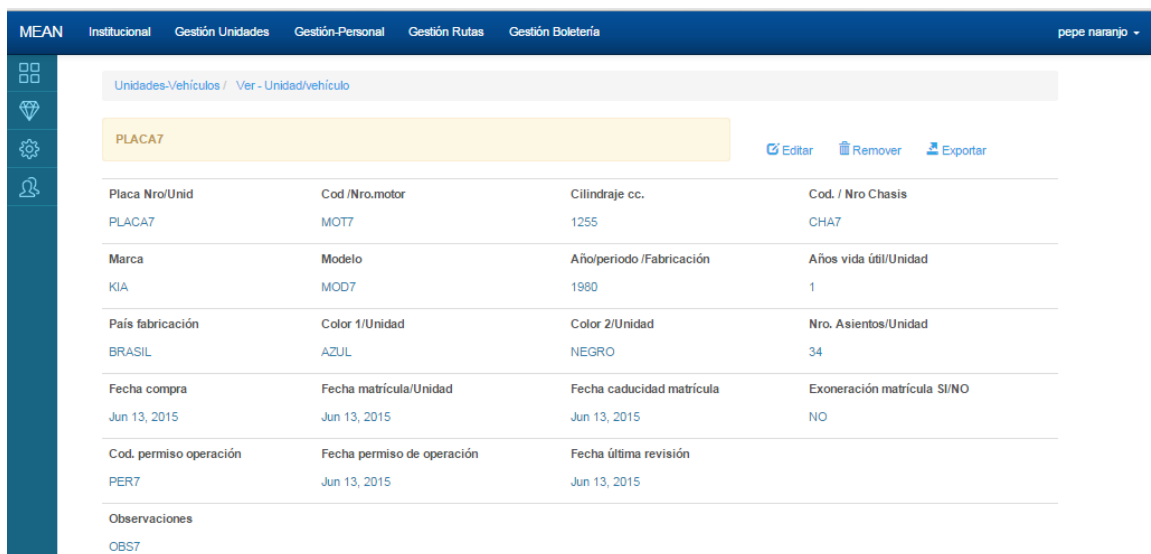 MEAN Institucional Gestión Unidades Gestión-Personal Gestión Rutas Gestión Boletería pepe naranjo
Unidades-Vehículos / Ver - Unidad/vehículo
PLACA7
Editar Remover Exportar
Placa Nro/Unid Cod /Nro.motor Cilindraje cc. Cod. / Nro Chasis
PLACA7 MOT7 1255 CHA7
Marca Modelo Año/periodo /Fabricación Años vida útil/Unidad
KIA MOD7 1980 1
País fabricación Color 1/Unidad Color 2/Unidad Nro. Asientos/Unidad
BRASIL AZUL NEGRO 34
Fecha compra Fecha matrícula/Unidad Fecha caducidad matrícula Exoneración matrícula SI/NO
Jun 13, 2015 Jun 13, 2015 Jun 13, 2015 NO
Cod. permiso operación Fecha permiso de operación Fecha última revisión
PER7 Jun 13, 2015 Jun 13, 2015
Observaciones
OBS7